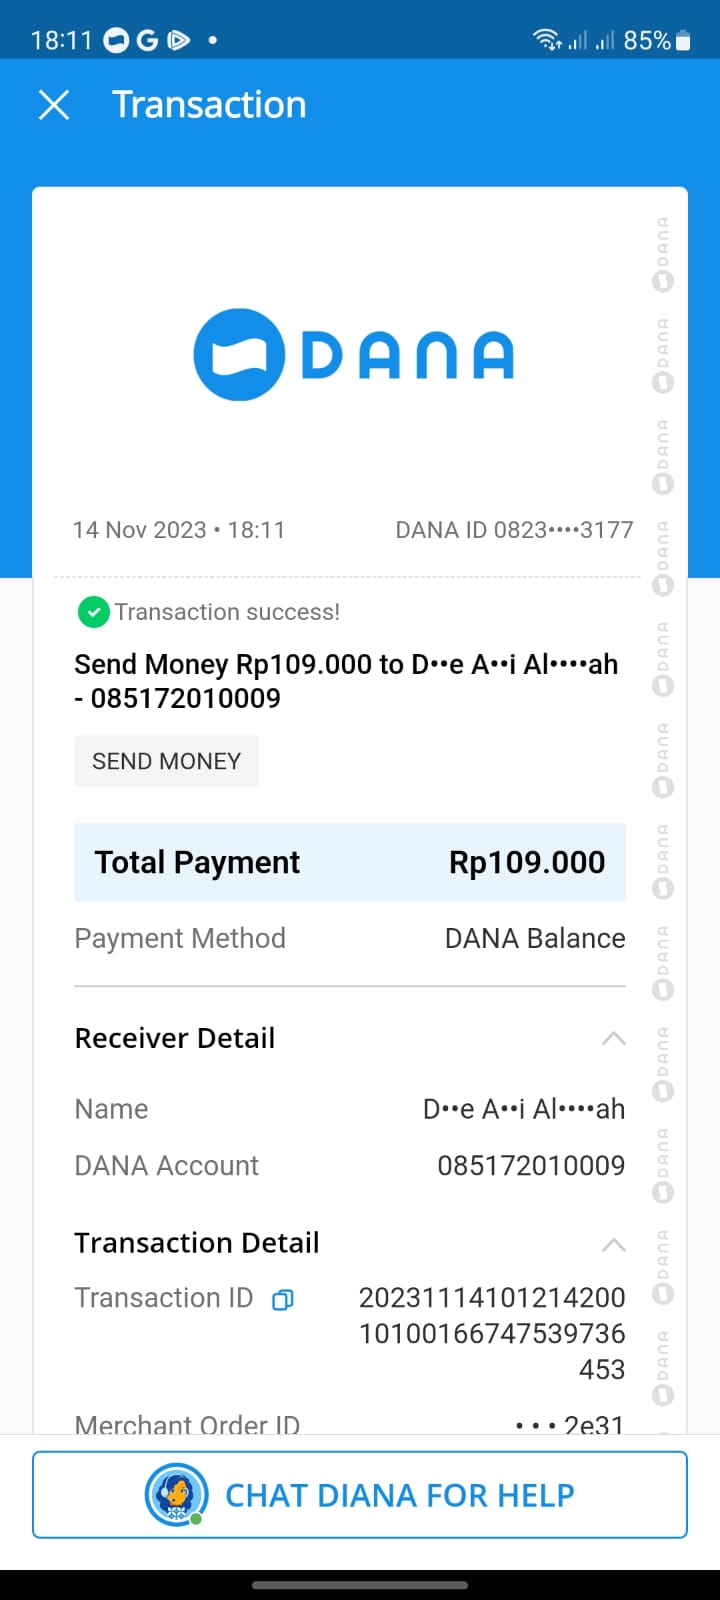 18:11 G 85%
Transaction
DANA
14 Nov 2023 • 18:11 DANA ID 0823••••3177
Transaction success!
Send Money Rp109.000 to D••e A••i Al••••ah
- 085172010009
SEND MONEY
Total Payment Rp109.000
Payment Method DANA Balance
Receiver Detail
Name D••e A••i Al••••ah
DANA Account 085172010009
Transaction Detail
Transaction ID 20231114101214200
10100166747539736
453
Merchant Order ID • • • 2e31
CHAT DIANA FOR HELP
DANA
DANA
DANA
DANA
DANA
DANA
DANA
DANA
DANA
DANA
DANA
DANA